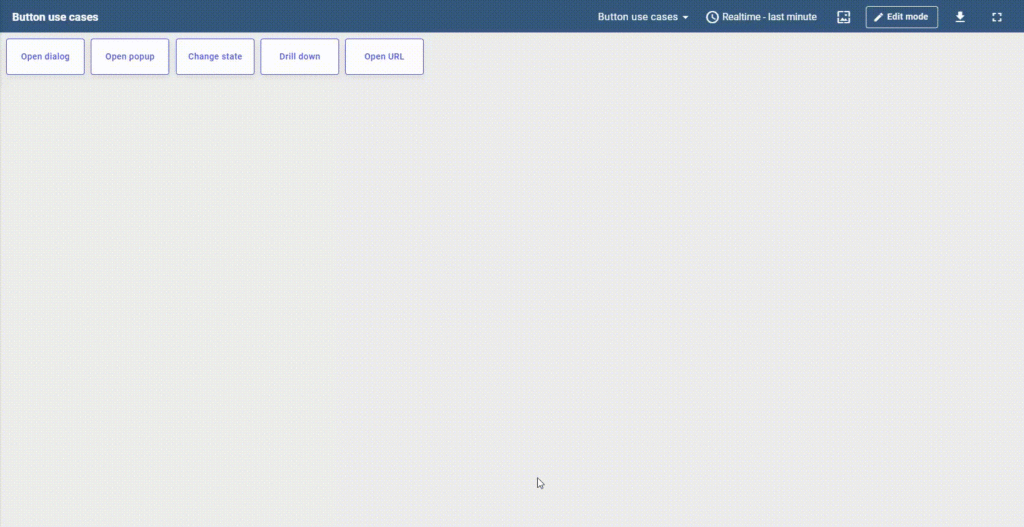 Button use cases
Button use cases
Realtime - last minute
Edit mode
Open dialog
Open popup
Change state
Drill down
Open URL